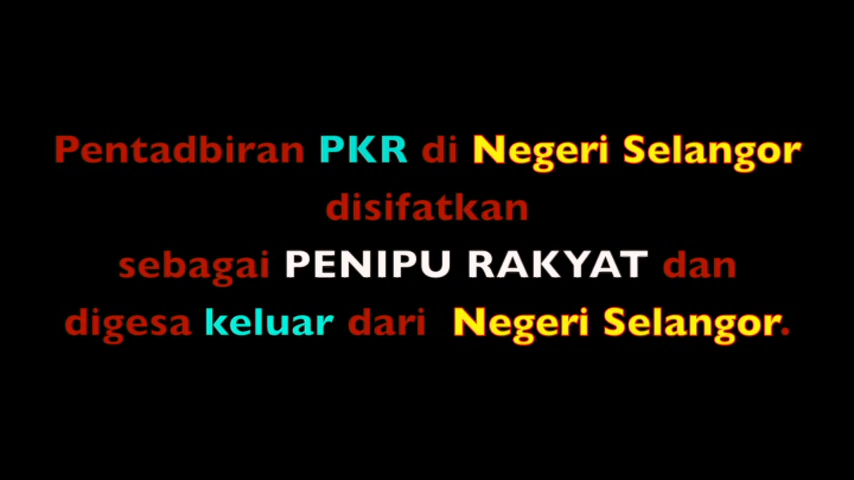 Pentadbiran PKR di Negeri Selangor
disifatkan
sebagai PENIPU RAKYAT dan
digesa keluar dari Negeri Selangor.